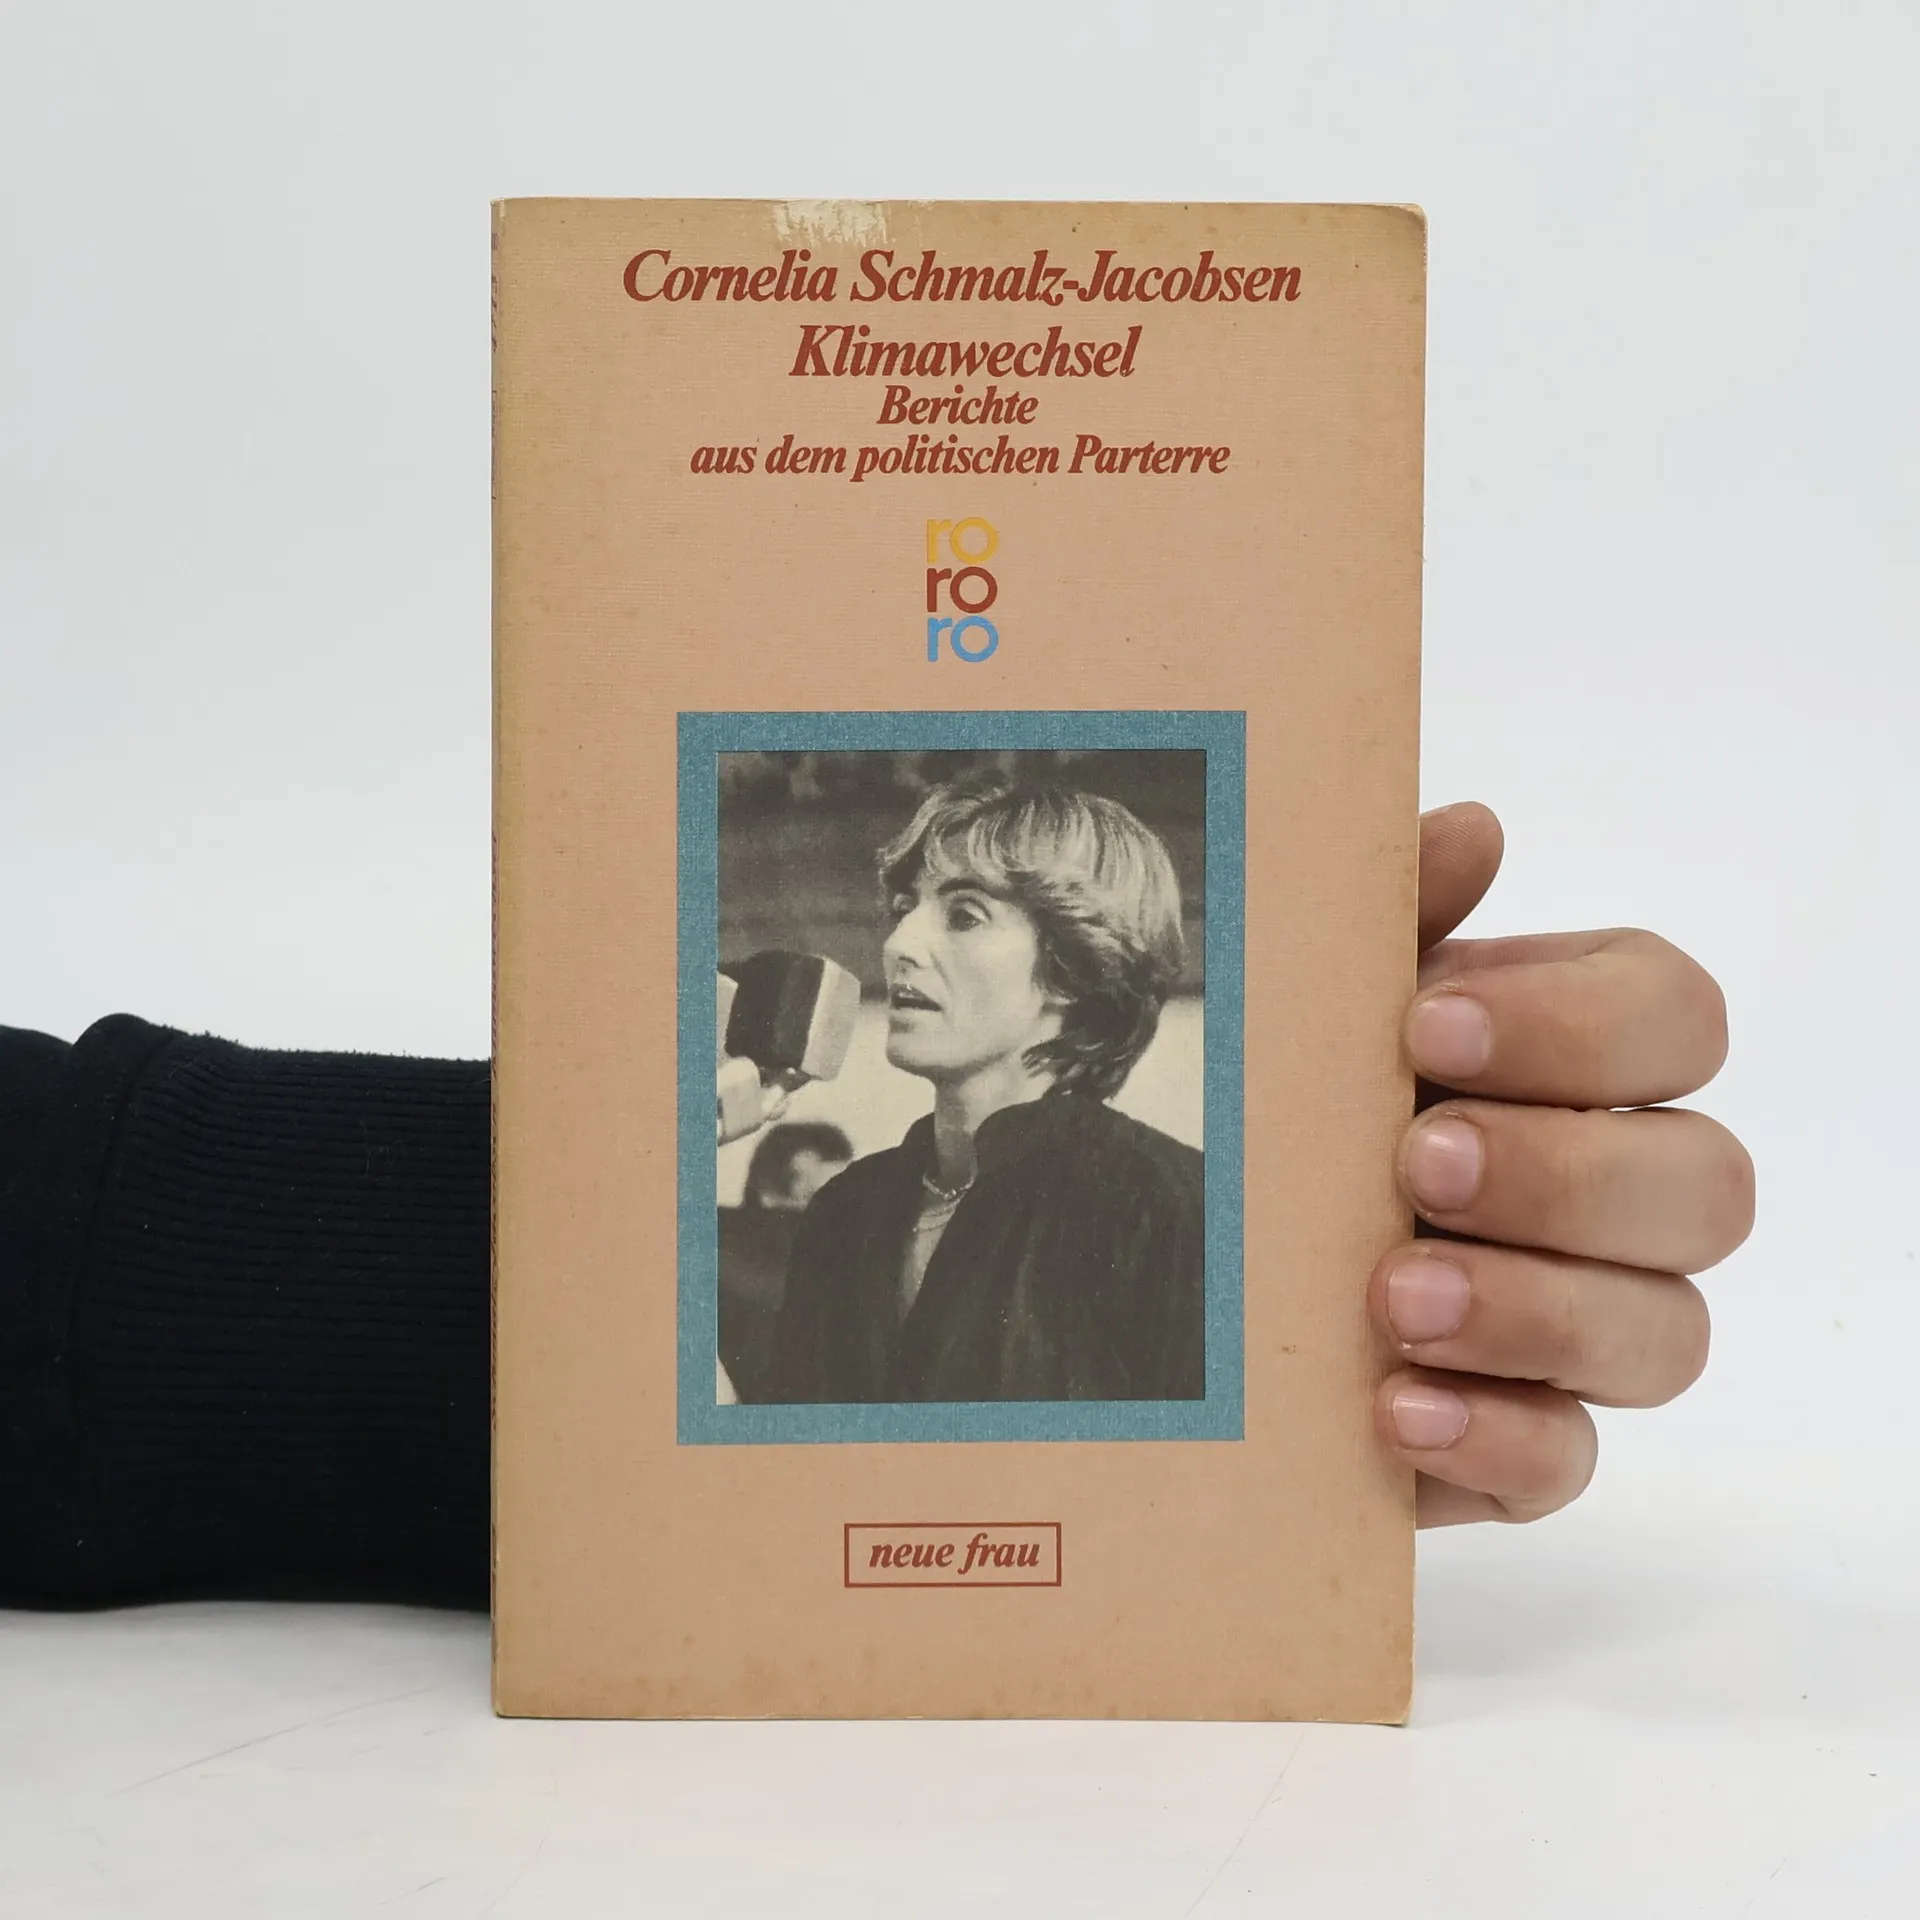 Cornelia Schmalz-Jacobsen
Klimawechsel
Berichte
aus dem politischen Parterre
ro
ro
ro
neue frau